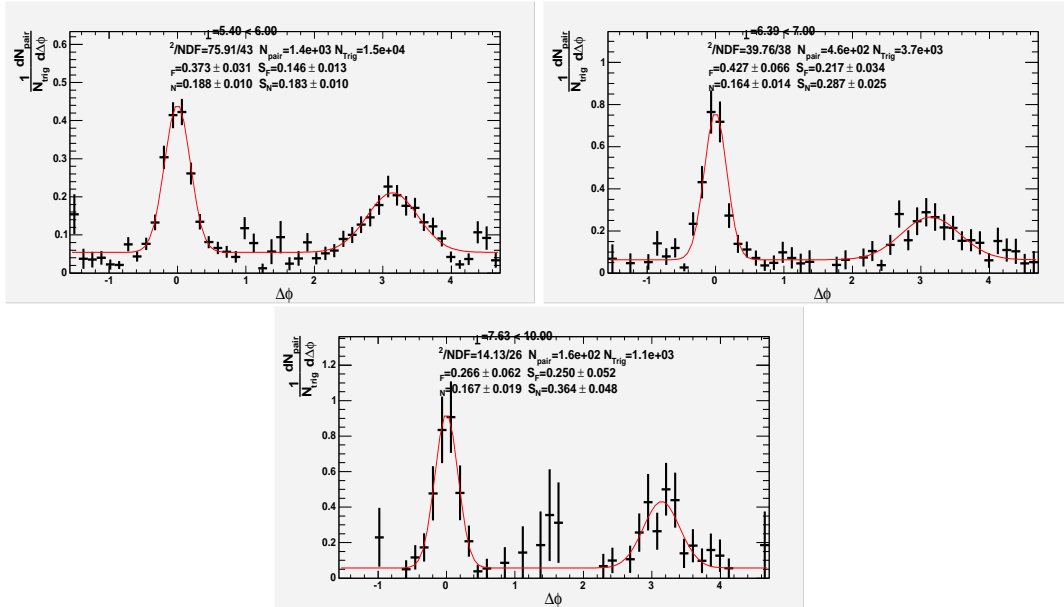 ⊥=5.40 < 6.00
²/NDF=75.91/43 N_pair=1.4e+03 N_Trig=1.5e+04
F=0.373 ± 0.031 S_F=0.146 ± 0.013
N=0.188 ± 0.010 S_N=0.183 ± 0.010
1/N_trig dN_pair/dΔϕ
0.6
0.5
0.4
0.3
0.2
0.1
0
-1 0 1 2 3 4
Δϕ
⊥=6.39 < 7.00
²/NDF=39.76/38 N_pair=4.6e+02 N_Trig=3.7e+03
F=0.427 ± 0.066 S_F=0.217 ± 0.034
N=0.164 ± 0.014 S_N=0.287 ± 0.025
1/N_trig dN_pair/dΔϕ
1
0.8
0.6
0.4
0.2
0
-1 0 1 2 3 4
Δϕ
⊥=7.63 < 10.00
²/NDF=14.13/26 N_pair=1.6e+02 N_Trig=1.1e+03
F=0.266 ± 0.062 S_F=0.250 ± 0.052
N=0.167 ± 0.019 S_N=0.364 ± 0.048
1/N_trig dN_pair/dΔϕ
1.2
1
0.8
0.6
0.4
0.2
0
-1 0 1 2 3 4
Δϕ